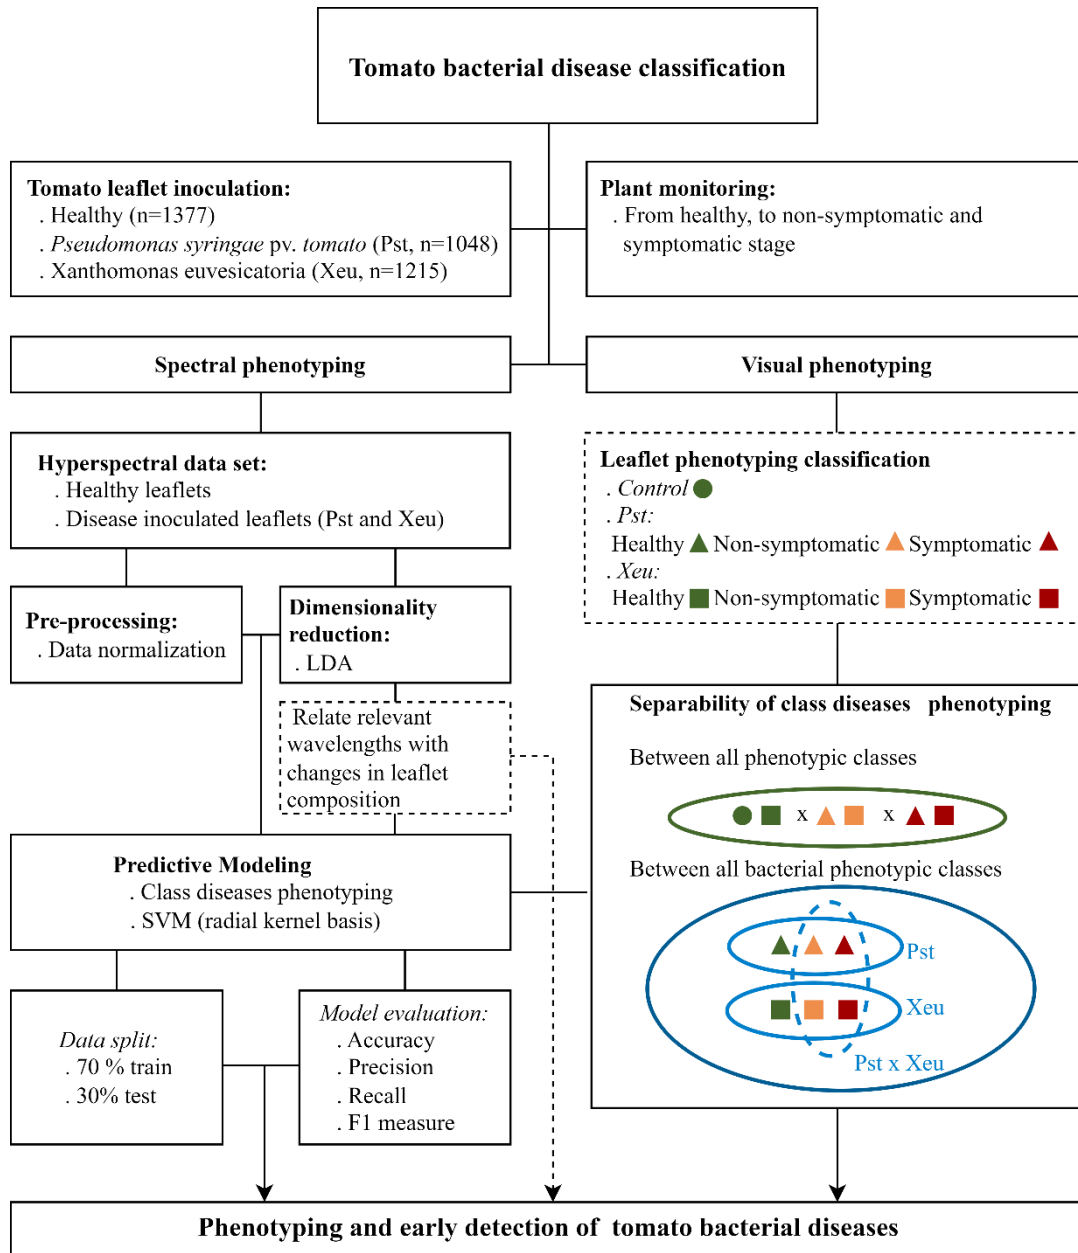 Tomato bacterial disease classification
Tomato leaflet inoculation:
. Healthy (n=1377)
. Pseudomonas syringae pv. tomato (Pst, n=1048)
. Xanthomonas euvesicatoria (Xeu, n=1215)
Plant monitoring:
. From healthy, to non-symptomatic and
symptomatic stage
Spectral phenotyping
Visual phenotyping
Hyperspectral data set:
. Healthy leaflets
. Disease inoculated leaflets (Pst and Xeu)
Leaflet phenotyping classification
. Control
. Pst:
Healthy Non-symptomatic Symptomatic
. Xeu:
Healthy Non-symptomatic Symptomatic
Pre-processing:
. Data normalization
Dimensionality
reduction:
. LDA
Relate relevant
wavelengths with
changes in leaflet
composition
Separability of class diseases phenotyping
Between all phenotypic classes
x x
Between all bacterial phenotypic classes
Pst
Xeu
Pst x Xeu
Predictive Modeling
. Class diseases phenotyping
. SVM (radial kernel basis)
Data split:
. 70 % train
. 30% test
Model evaluation:
. Accuracy
. Precision
. Recall
. F1 measure
Phenotyping and early detection of tomato bacterial diseases